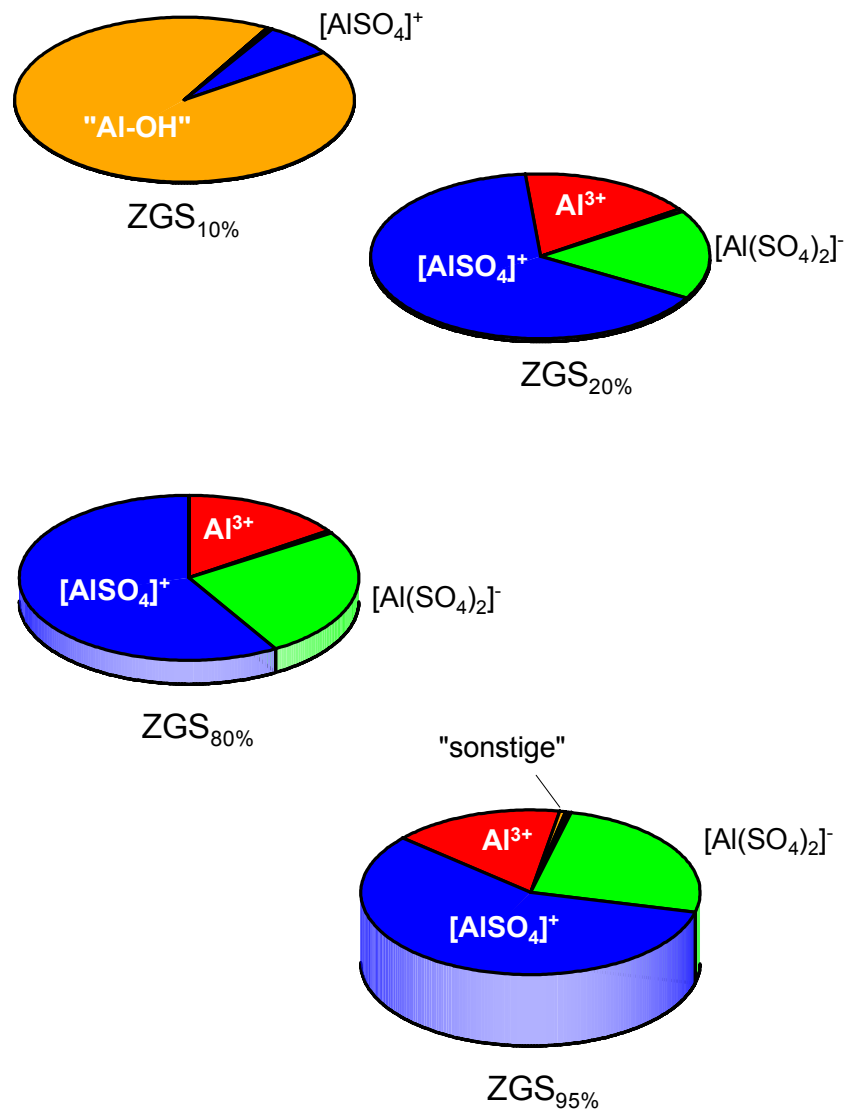 [AlSO₄]⁺
"Al-OH"
ZGS₁₀%
Al³⁺
[Al(SO₄)₂]⁻
[AlSO₄]⁺
ZGS₂₀%
Al³⁺
[AlSO₄]⁺
[Al(SO₄)₂]⁻
ZGS₈₀%
"sonstige"
Al³⁺
[Al(SO₄)₂]⁻
[AlSO₄]⁺
ZGS₉₅%